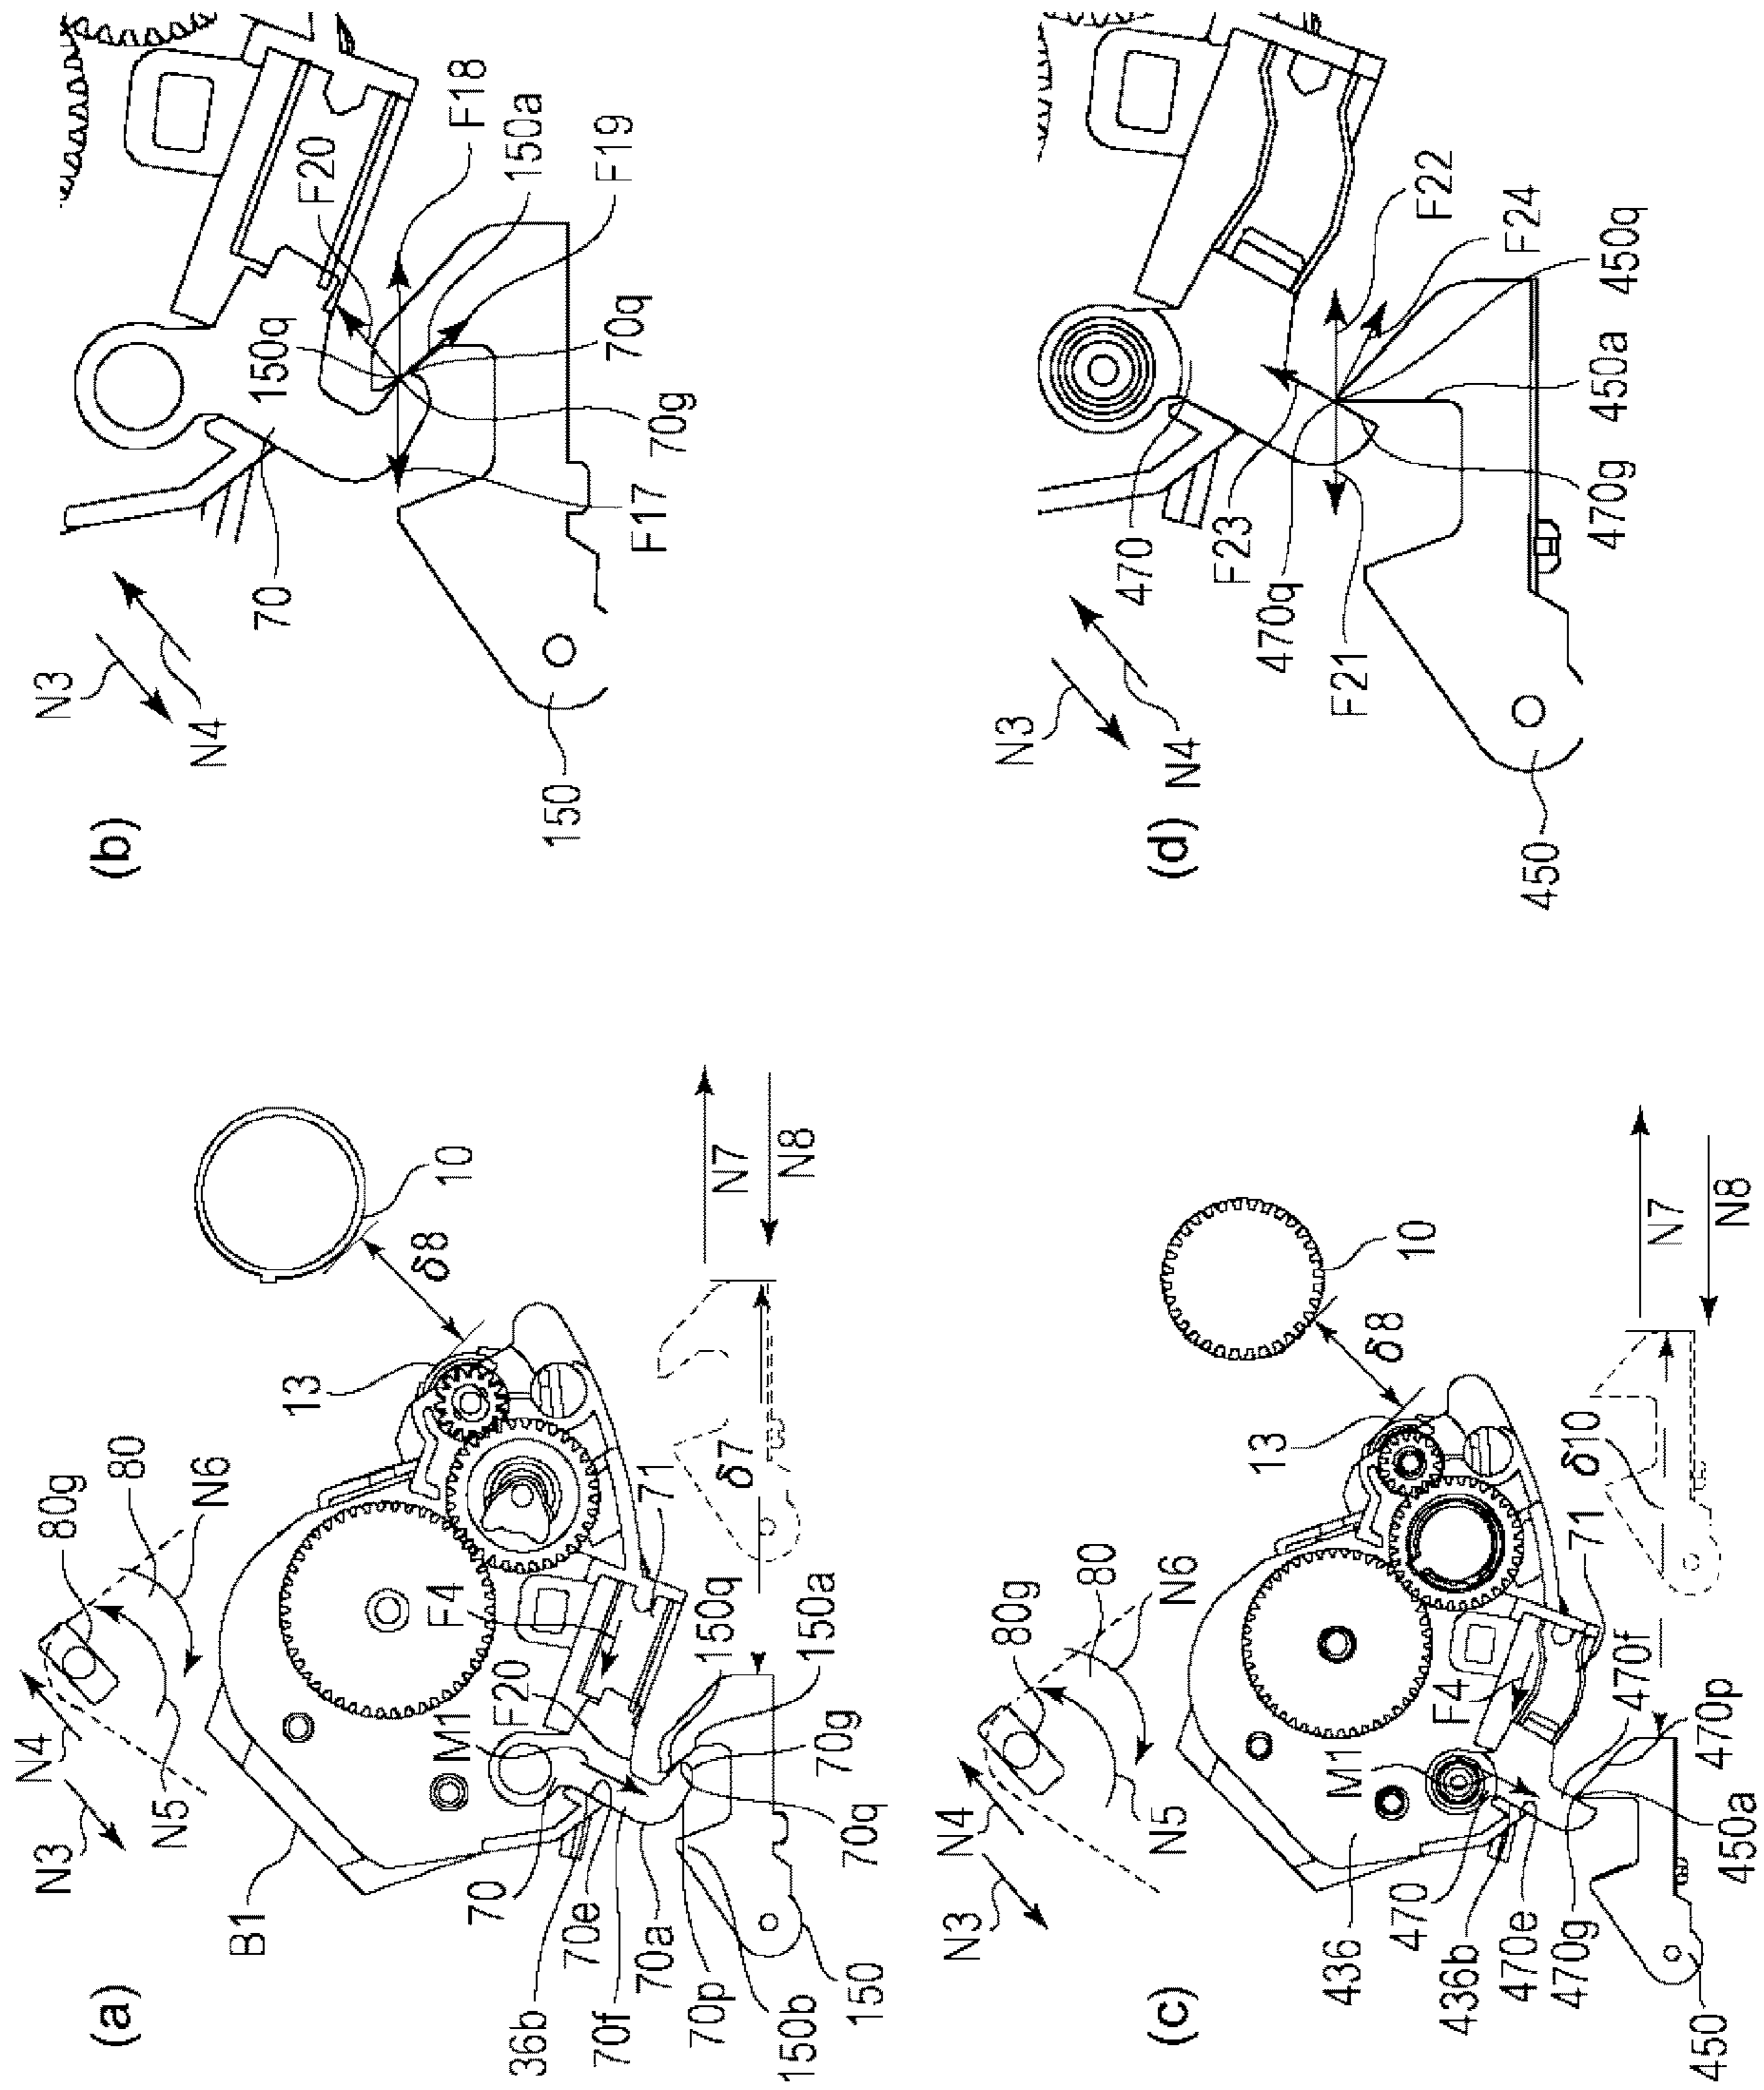 (a)
B1
N3
N4
N5
80g
80
N6
13
10
δ8
N7
N8
δ7
M1
F20
F4
71
150q
150a
70
36b
70e
70f
70a
70p
150b
150
70q
70g
(b)
N3
N4
70
150q
F20
F18
150a
F19
70q
70g
F17
150
(c)
N3
N4
N5
80g
80
N6
13
10
δ8
N7
N8
δ10
M1
F4
71
470f
470p
436
470
436b
470e
470g
450a
450
(d)
N3
N4
470
F23
470q
F21
F22
F24
450q
450a
470g
450